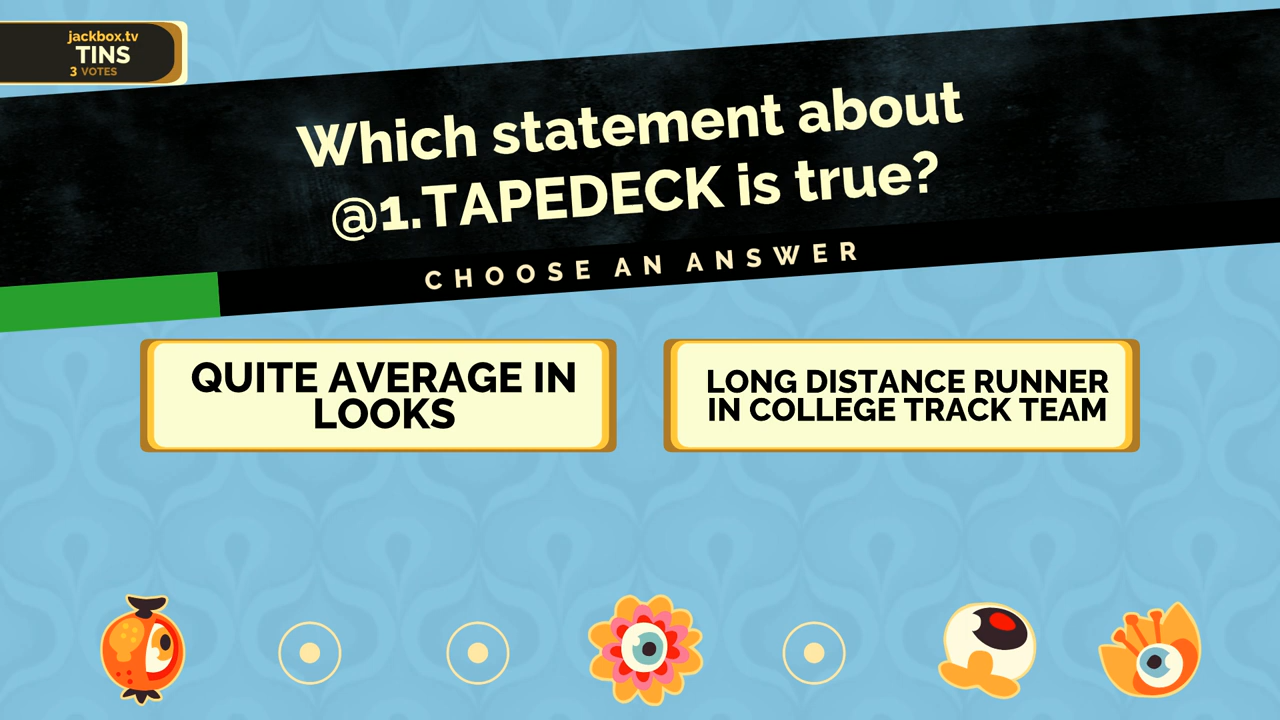 jackbox.tv
TINS
3 VOTES
Which statement about
@1.TAPEDECK is true?
CHOOSE AN ANSWER
QUITE AVERAGE IN
LOOKS
LONG DISTANCE RUNNER
IN COLLEGE TRACK TEAM